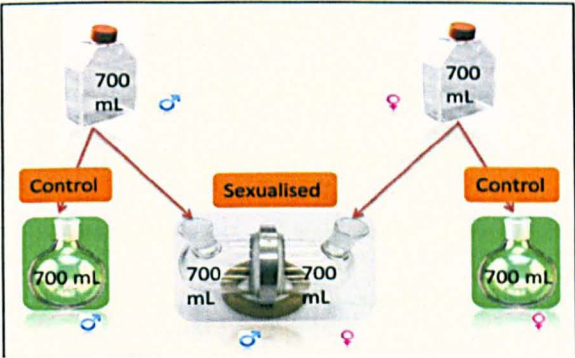 700
mL
♂
♀
700
mL
Control
Sexualised
Control
700 mL
700
mL
700
mL
700 mL
♂
♂
♀
♀